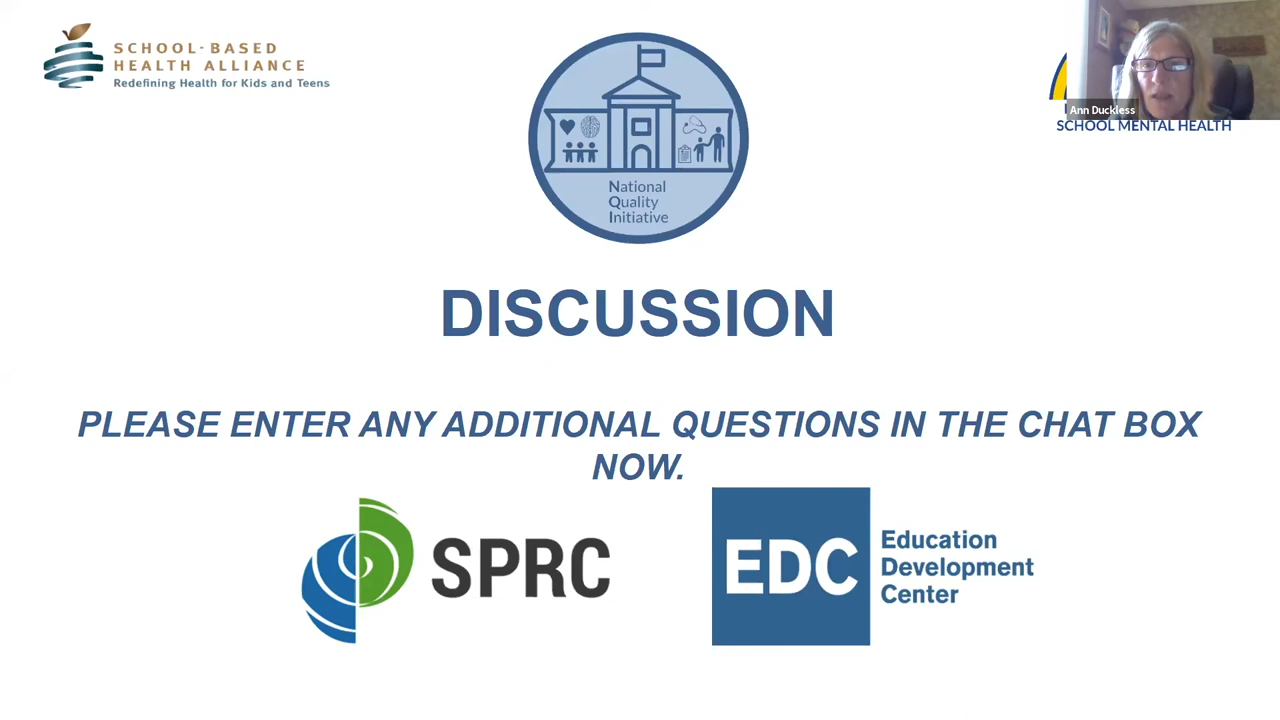 SCHOOL-BASED
HEALTH ALLIANCE
Redefining Health for Kids and Teens
National
Quality
Initiative
Ann Duckless
SCHOOL MENTAL HEALTH
DISCUSSION
PLEASE ENTER ANY ADDITIONAL QUESTIONS IN THE CHAT BOX
NOW.
SPRC
EDC
Education
Development
Center